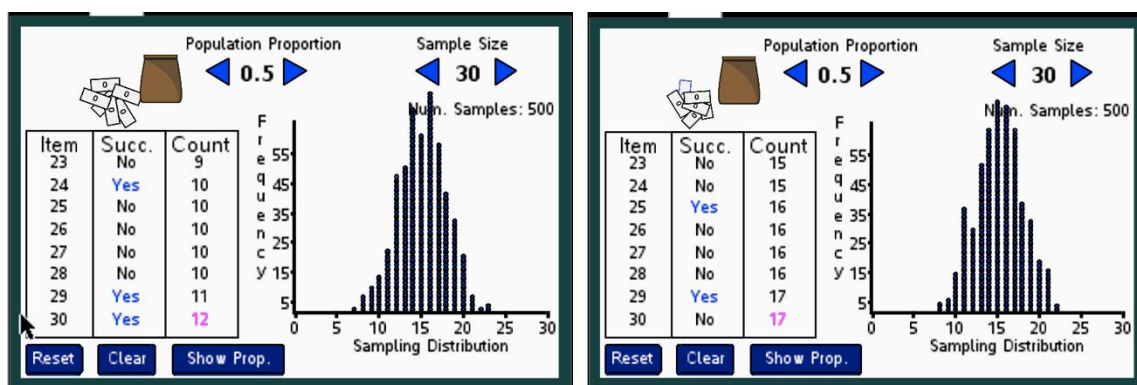 Population Proportion
0.5
Sample Size
30
Num. Samples: 500
Item Succ. Count
23 No 9
24 Yes 10
25 No 10
26 No 10
27 No 10
28 No 10
29 Yes 11
30 Yes 12
Frequency
55
45
35
25
15
5
0 5 10 15 20 25 30
Sampling Distribution
Reset Clear Show Prop.
Population Proportion
0.5
Sample Size
30
Num. Samples: 500
Item Succ. Count
23 No 15
24 No 15
25 Yes 16
26 No 16
27 No 16
28 No 16
29 Yes 17
30 No 17
Frequency
55
45
35
25
15
5
0 5 10 15 20 25 30
Sampling Distribution
Reset Clear Show Prop.